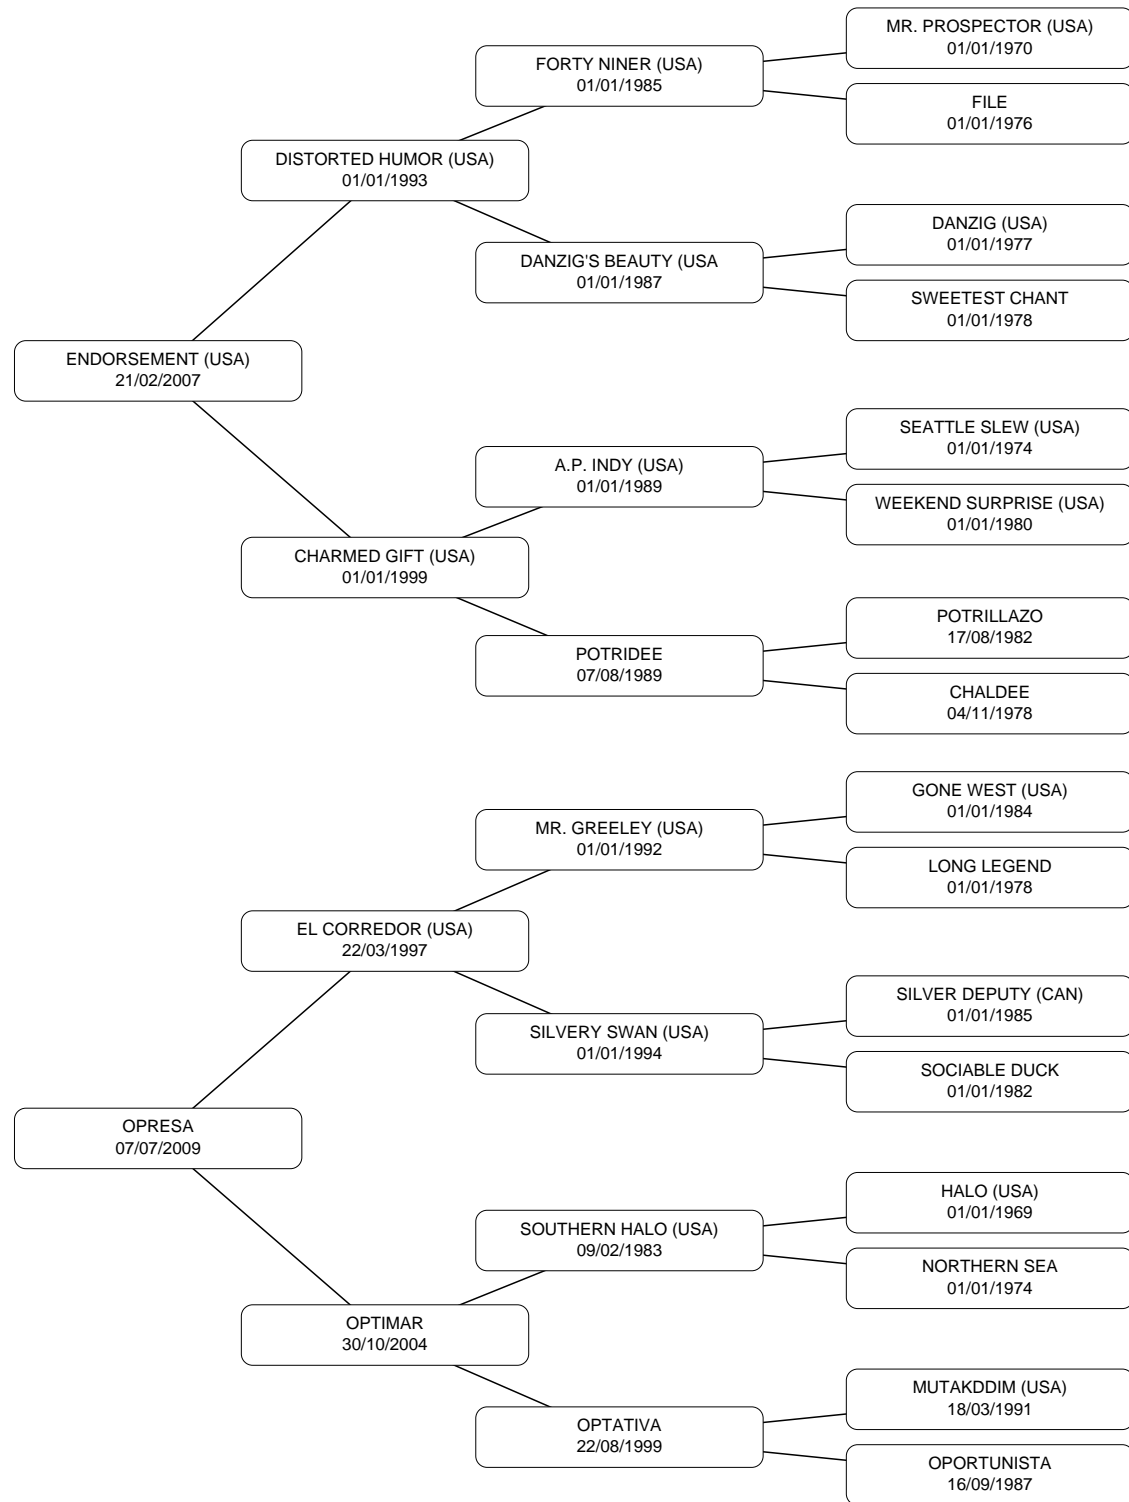 MR. PROSPECTOR (USA)
01/01/1970
FORTY NINER (USA)
01/01/1985
FILE
01/01/1976
DISTORTED HUMOR (USA)
01/01/1993
DANZIG (USA)
01/01/1977
DANZIG'S BEAUTY (USA
01/01/1987
SWEETEST CHANT
01/01/1978
ENDORSEMENT (USA)
21/02/2007
SEATTLE SLEW (USA)
01/01/1974
A.P. INDY (USA)
01/01/1989
WEEKEND SURPRISE (USA)
01/01/1980
CHARMED GIFT (USA)
01/01/1999
POTRILLAZO
17/08/1982
POTRIDEE
07/08/1989
CHALDEE
04/11/1978
GONE WEST (USA)
01/01/1984
MR. GREELEY (USA)
01/01/1992
LONG LEGEND
01/01/1978
EL CORREDOR (USA)
22/03/1997
SILVER DEPUTY (CAN)
01/01/1985
SILVERY SWAN (USA)
01/01/1994
SOCIABLE DUCK
01/01/1982
OPRESA
07/07/2009
HALO (USA)
01/01/1969
SOUTHERN HALO (USA)
09/02/1983
NORTHERN SEA
01/01/1974
OPTIMAR
30/10/2004
MUTAKDDIM (USA)
18/03/1991
OPTATIVA
22/08/1999
OPORTUNISTA
16/09/1987